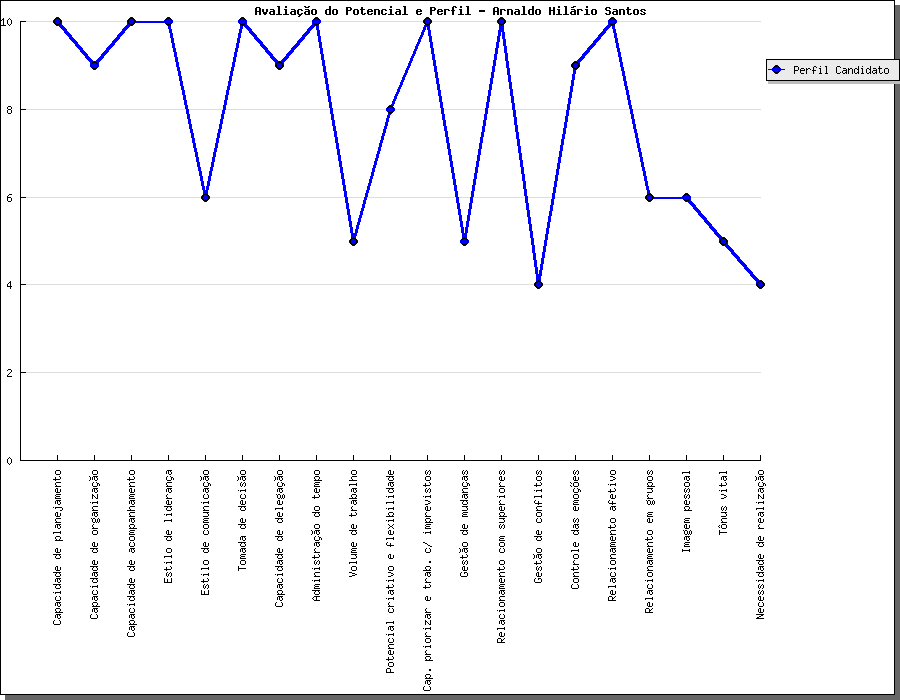 Avaliação do Potencial e Perfil - Arnaldo Hilário Santos
10
8
6
4
2
0
Perfil Candidato
Capacidade de planejamento
Capacidade de organização
Capacidade de acompanhamento
Estilo de liderança
Estilo de comunicação
Tomada de decisão
Capacidade de delegação
Administração do tempo
Volume de trabalho
Potencial criativo e flexibilidade
Cap. priorizar e trab. c/ imprevistos
Gestão de mudanças
Relacionamento com superiores
Gestão de conflitos
Controle das emoções
Relacionamento afetivo
Relacionamento em grupos
Imagem pessoal
Tônus vital
Necessidade de realização